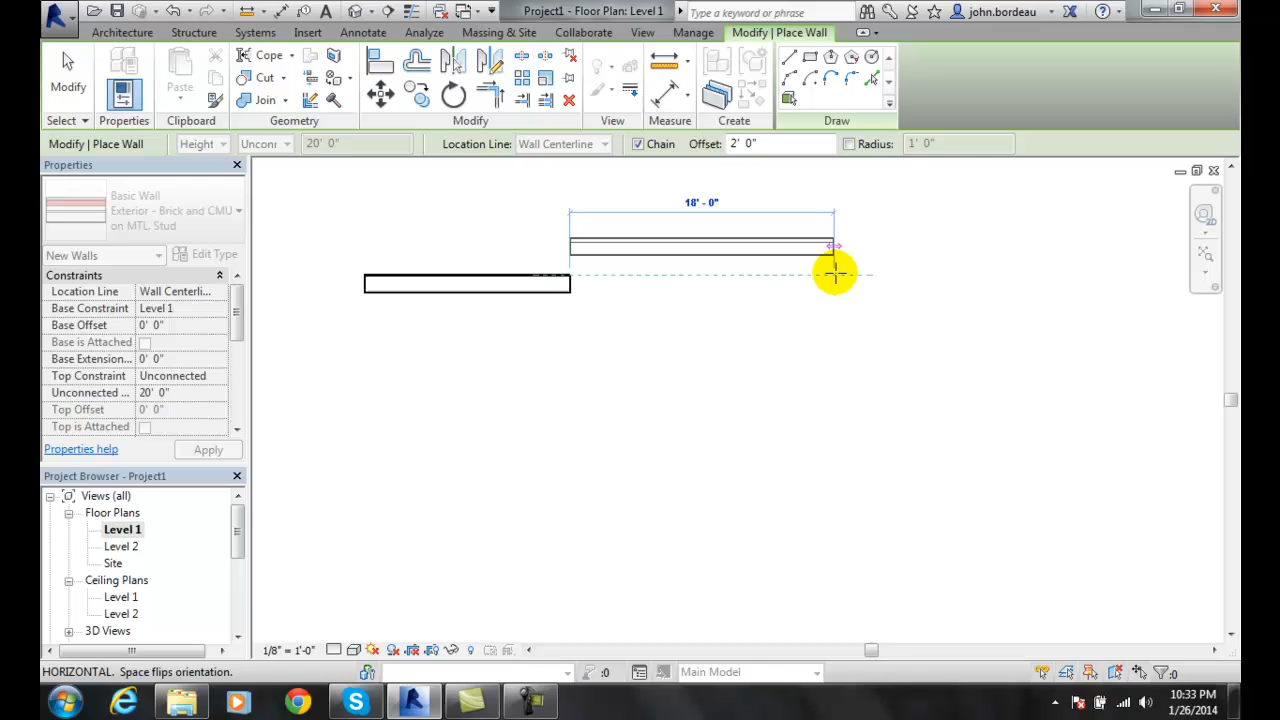 Project1 - Floor Plan: Level 1
Type a keyword or phrase
john.bordeau
Architecture Structure Systems Insert Annotate Analyze Massing & Site Collaborate View Manage Modify | Place Wall
Modify
Paste
Cope
Cut
Join
Select Properties Clipboard Geometry Modify View Measure Create Draw
Modify | Place Wall Height Unconr 20' 0" Location Line: Wall Centerline Chain Offset: 2' 0" Radius: 1' 0"
Properties
Basic Wall
Exterior - Brick and CMU
on MTL. Stud
New Walls Edit Type
Constraints
Location Line Wall Centerli...
Base Constraint Level 1
Base Offset 0' 0"
Base is Attached
Base Extension... 0' 0"
Top Constraint Unconnected
Unconnected ... 20' 0"
Top Offset 0' 0"
Top is Attached
Properties help Apply
Project Browser - Project1
Views (all)
Floor Plans
Level 1
Level 2
Site
Ceiling Plans
Level 1
Level 2
3D Views
18' - 0"
2D
1/8" = 1'-0"
HORIZONTAL. Space flips orientation.
:0
Main Model
:0
10:33 PM
1/26/2014